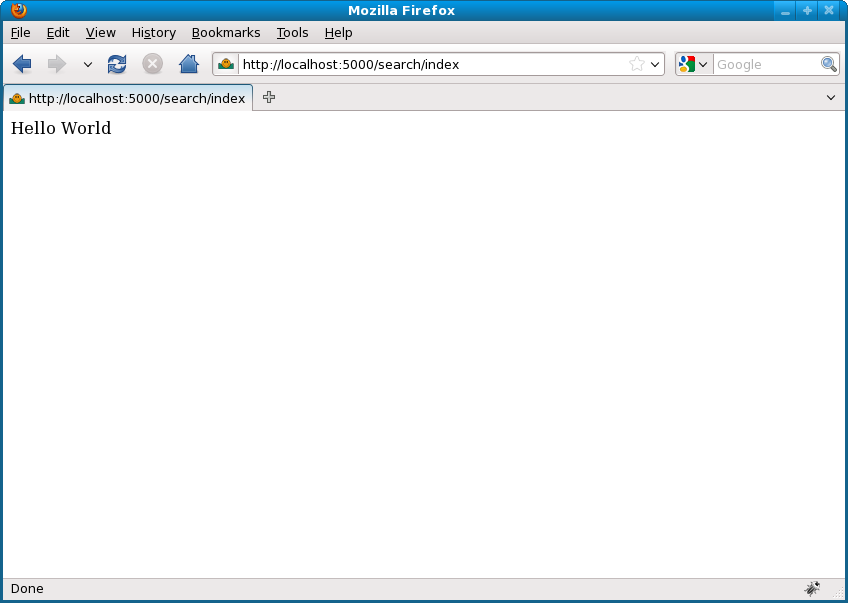 Mozilla Firefox
File Edit View History Bookmarks Tools Help
http://localhost:5000/search/index Google
http://localhost:5000/search/index
Hello World
Done